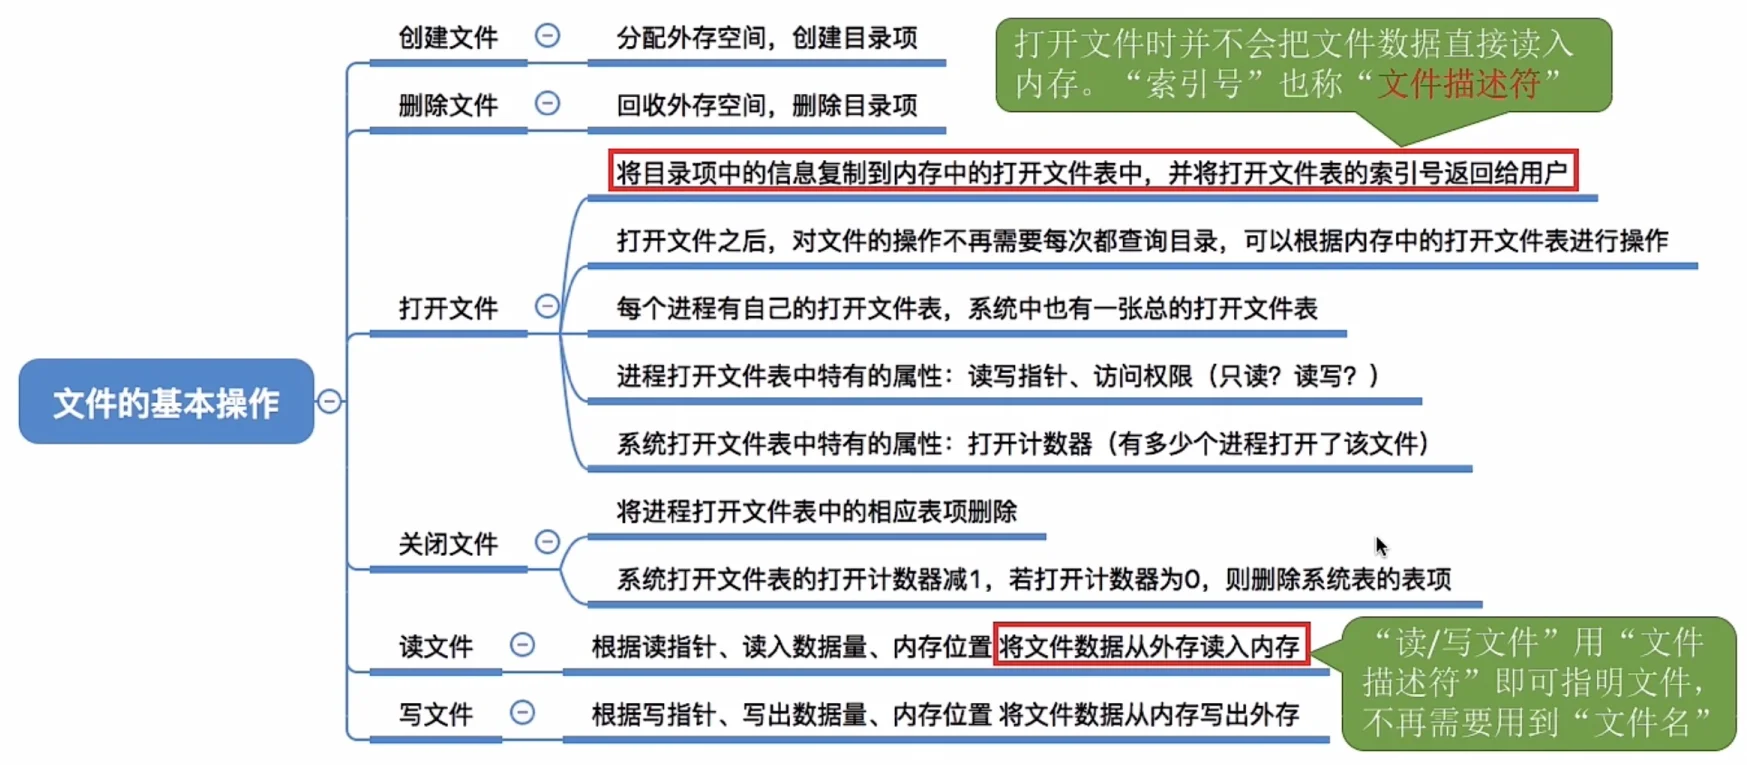 文件的基本操作
创建文件
分配外存空间，创建目录项
删除文件
回收外存空间，删除目录项
打开文件时并不会把文件数据直接读入
内存。“索引号”也称“文件描述符”
打开文件
将目录项中的信息复制到内存中的打开文件表中，并将打开文件表的索引号返回给用户
打开文件之后，对文件的操作不再需要每次都查询目录，可以根据内存中的打开文件表进行操作
每个进程有自己的打开文件表，系统中也有一张总的打开文件表
进程打开文件表中特有的属性：读写指针、访问权限（只读？读写？）
系统打开文件表中特有的属性：打开计数器（有多少个进程打开了该文件）
关闭文件
将进程打开文件表中的相应表项删除
系统打开文件表的打开计数器减1，若打开计数器为0，则删除系统表的表项
读文件
根据读指针、读入数据量、内存位置将文件数据从外存读入内存
“读/写文件”用“文件
描述符”即可指明文件，
不再需要用到“文件名”
写文件
根据写指针、写出数据量、内存位置 将文件数据从内存写出外存